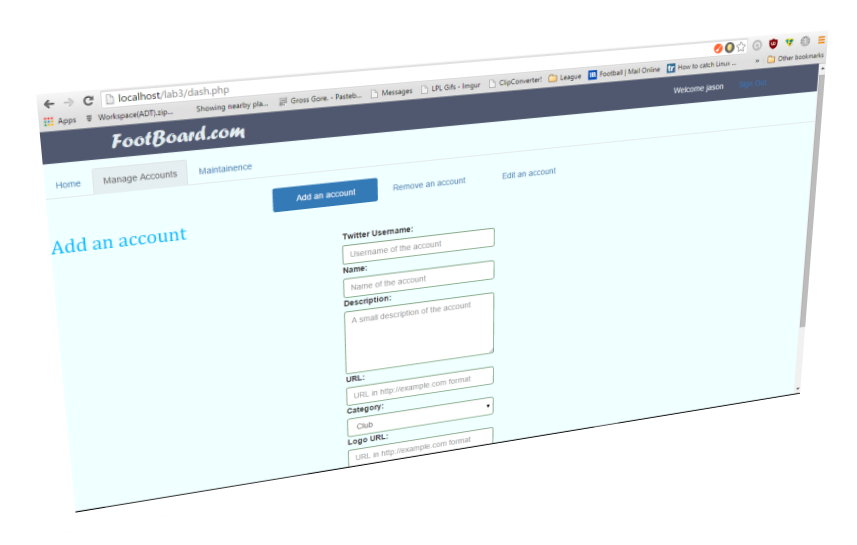 localhost/lab3/dash.php
Apps Workspace(ADT).zip... Showing nearby pla... Gross Gore. - Pasteb... Messages LPL Gifs - Imgur ClipConverter! League Football | Mail Online How to catch Linux ... » Other bookmarks
FootBoard.com Welcome jason Sign Out
Home Manage Accounts Maintainence
Add an account Remove an account Edit an account
Add an account
Twitter Username:
Username of the account
Name:
Name of the account
Description:
A small description of the account
URL:
URL in http://example.com format
Category:
Club
Logo URL:
URL in http://example.com format